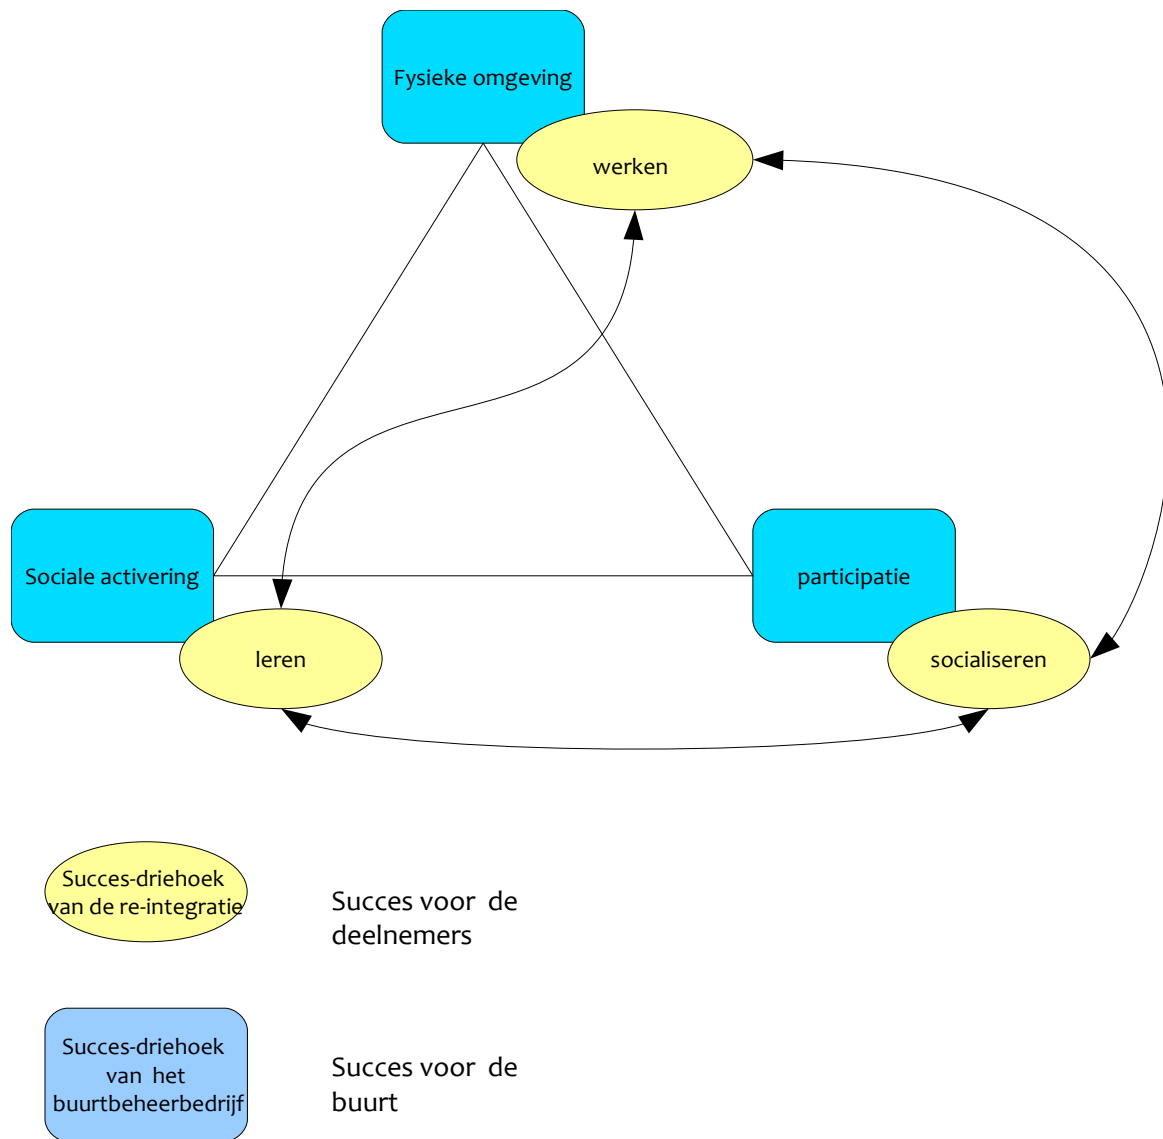 Fysieke omgeving
werken
Sociale activering
participatie
leren
socialiseren
Succes-driehoek
van de re-integratie
Succes voor de
deelnemers
Succes-driehoek
van het
buurtbeheerbedrijf
Succes voor de
buurt